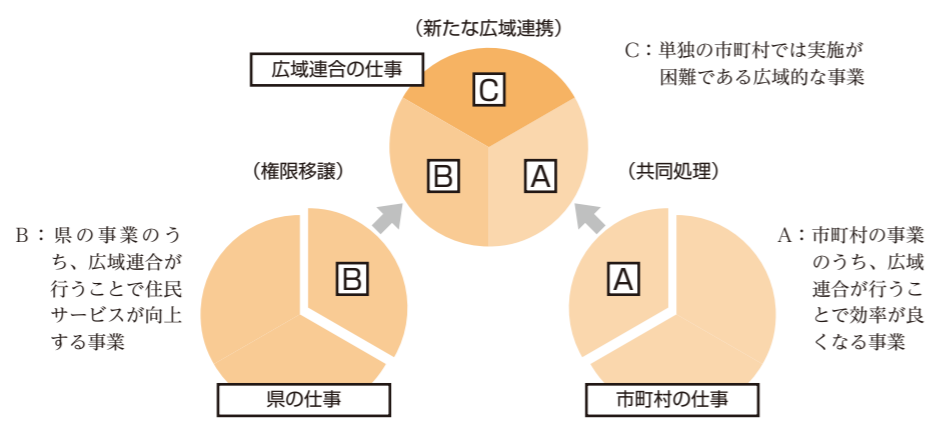 （新たな広域連携）
広域連合の仕事
C
C：単独の市町村では実施が
困難である広域的な事業
B
A
（権限移譲）
（共同処理）
B：県の事業のう
ち、広域連合が
行うことで住民
サービスが向上
する事業
B
A
A：市町村の事業
のうち、広域
連合が行うこ
とで効率が良
くなる事業
県の仕事
市町村の仕事